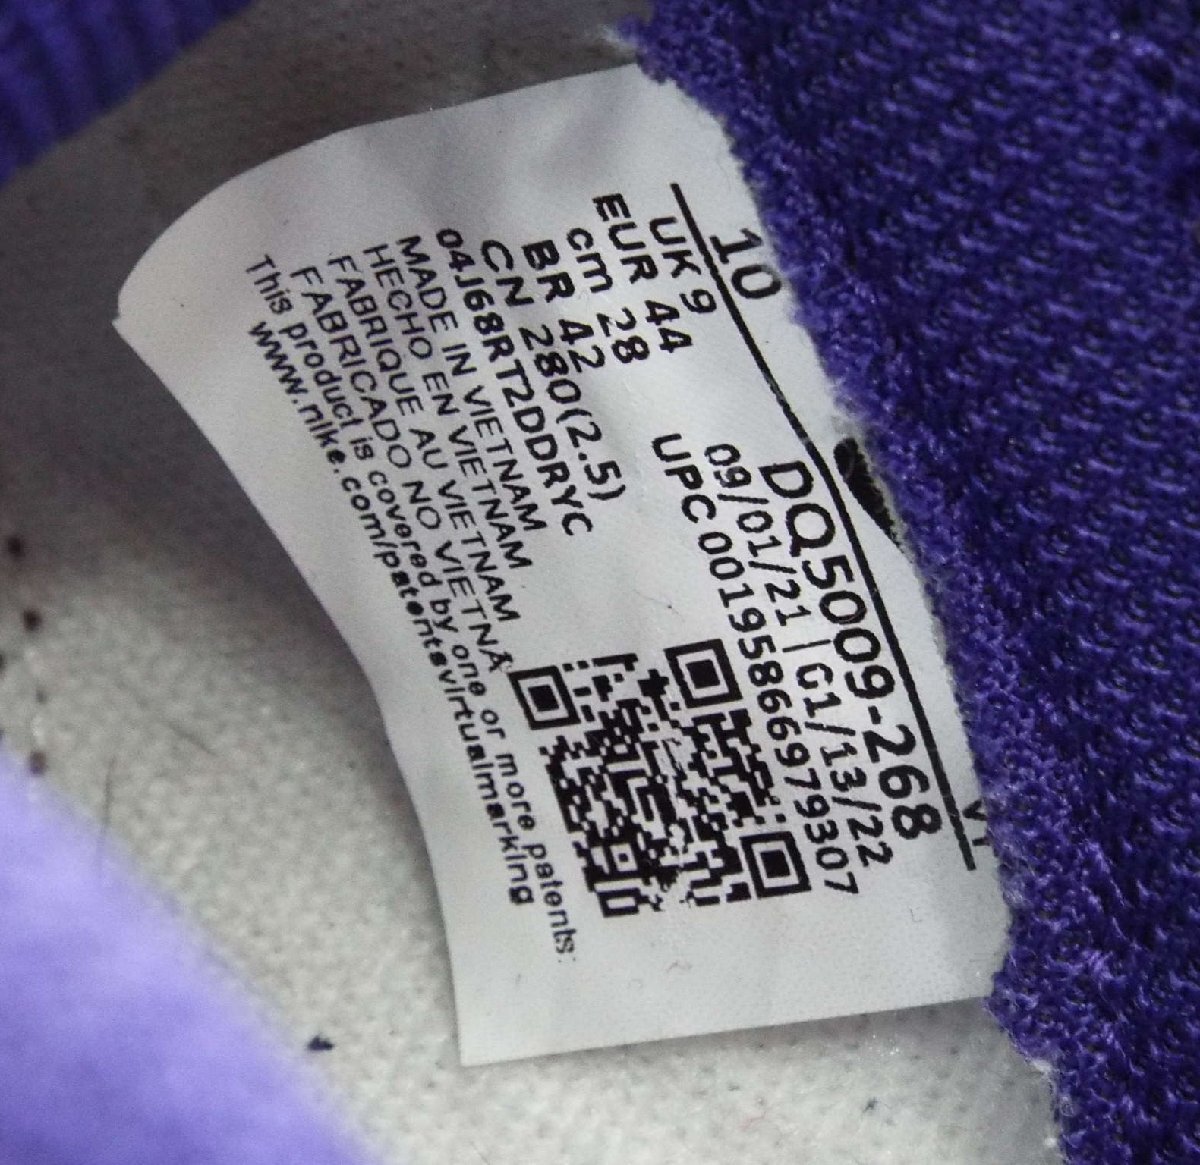 10
UK 9
EUR 44
cm 28
BR 42
CN 280(2.5)
04J68RT2DDRYC
MADE IN VIETNAM
HECHO EN VIETNAM
FABRIQUE AU VIETNAM
FABRICADO NO VIETNÃ
This product is covered by one or more patents:
www.nike.com/patentsvirtualmarking
DQ5009-268
09/01/21 | G1/13/22
UPC 00195866979307